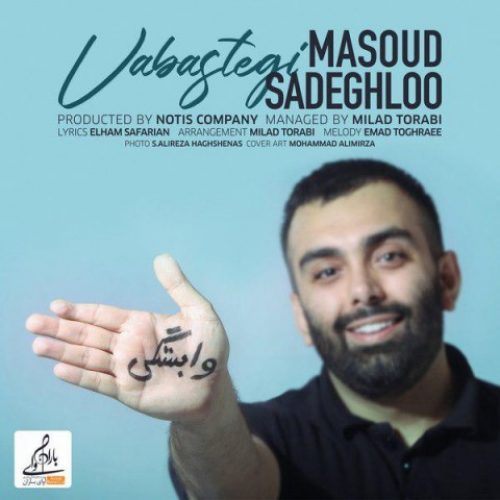 Vabastegi MASOUD
SADEGHLOO
PRODUCTED BY NOTIS COMPANY MANAGED BY MILAD TORABI
LYRICS ELHAM SAFARIAN ARRANGEMENT MILAD TORABI MELODY EMAD TOGHRAEE
PHOTO S.ALIREZA HAGHSHENAS COVER ART MOHAMMAD ALIMIRZA
وابستگی